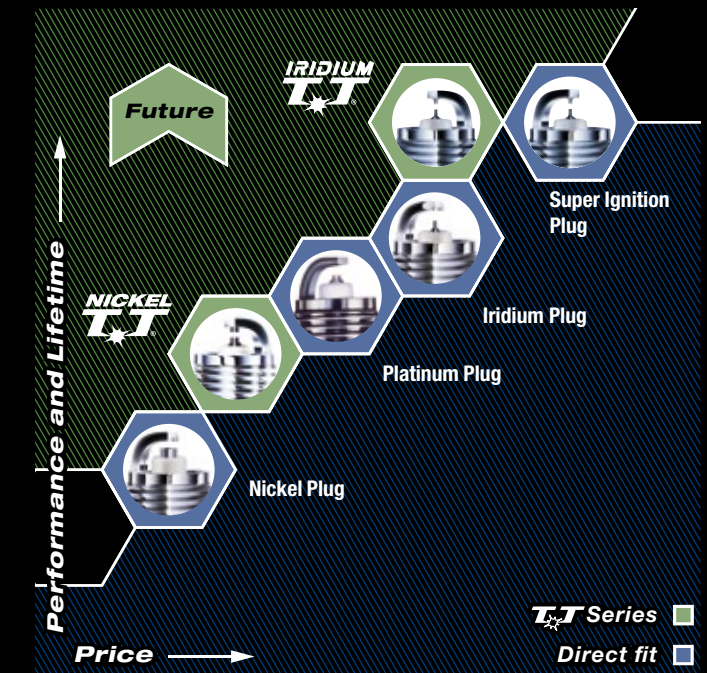 IRIDIUM
TT®
Future
Super Ignition
Plug
Performance and Lifetime
NICKEL
TT®
Iridium Plug
Platinum Plug
Nickel Plug
TT Series
Price
Direct fit